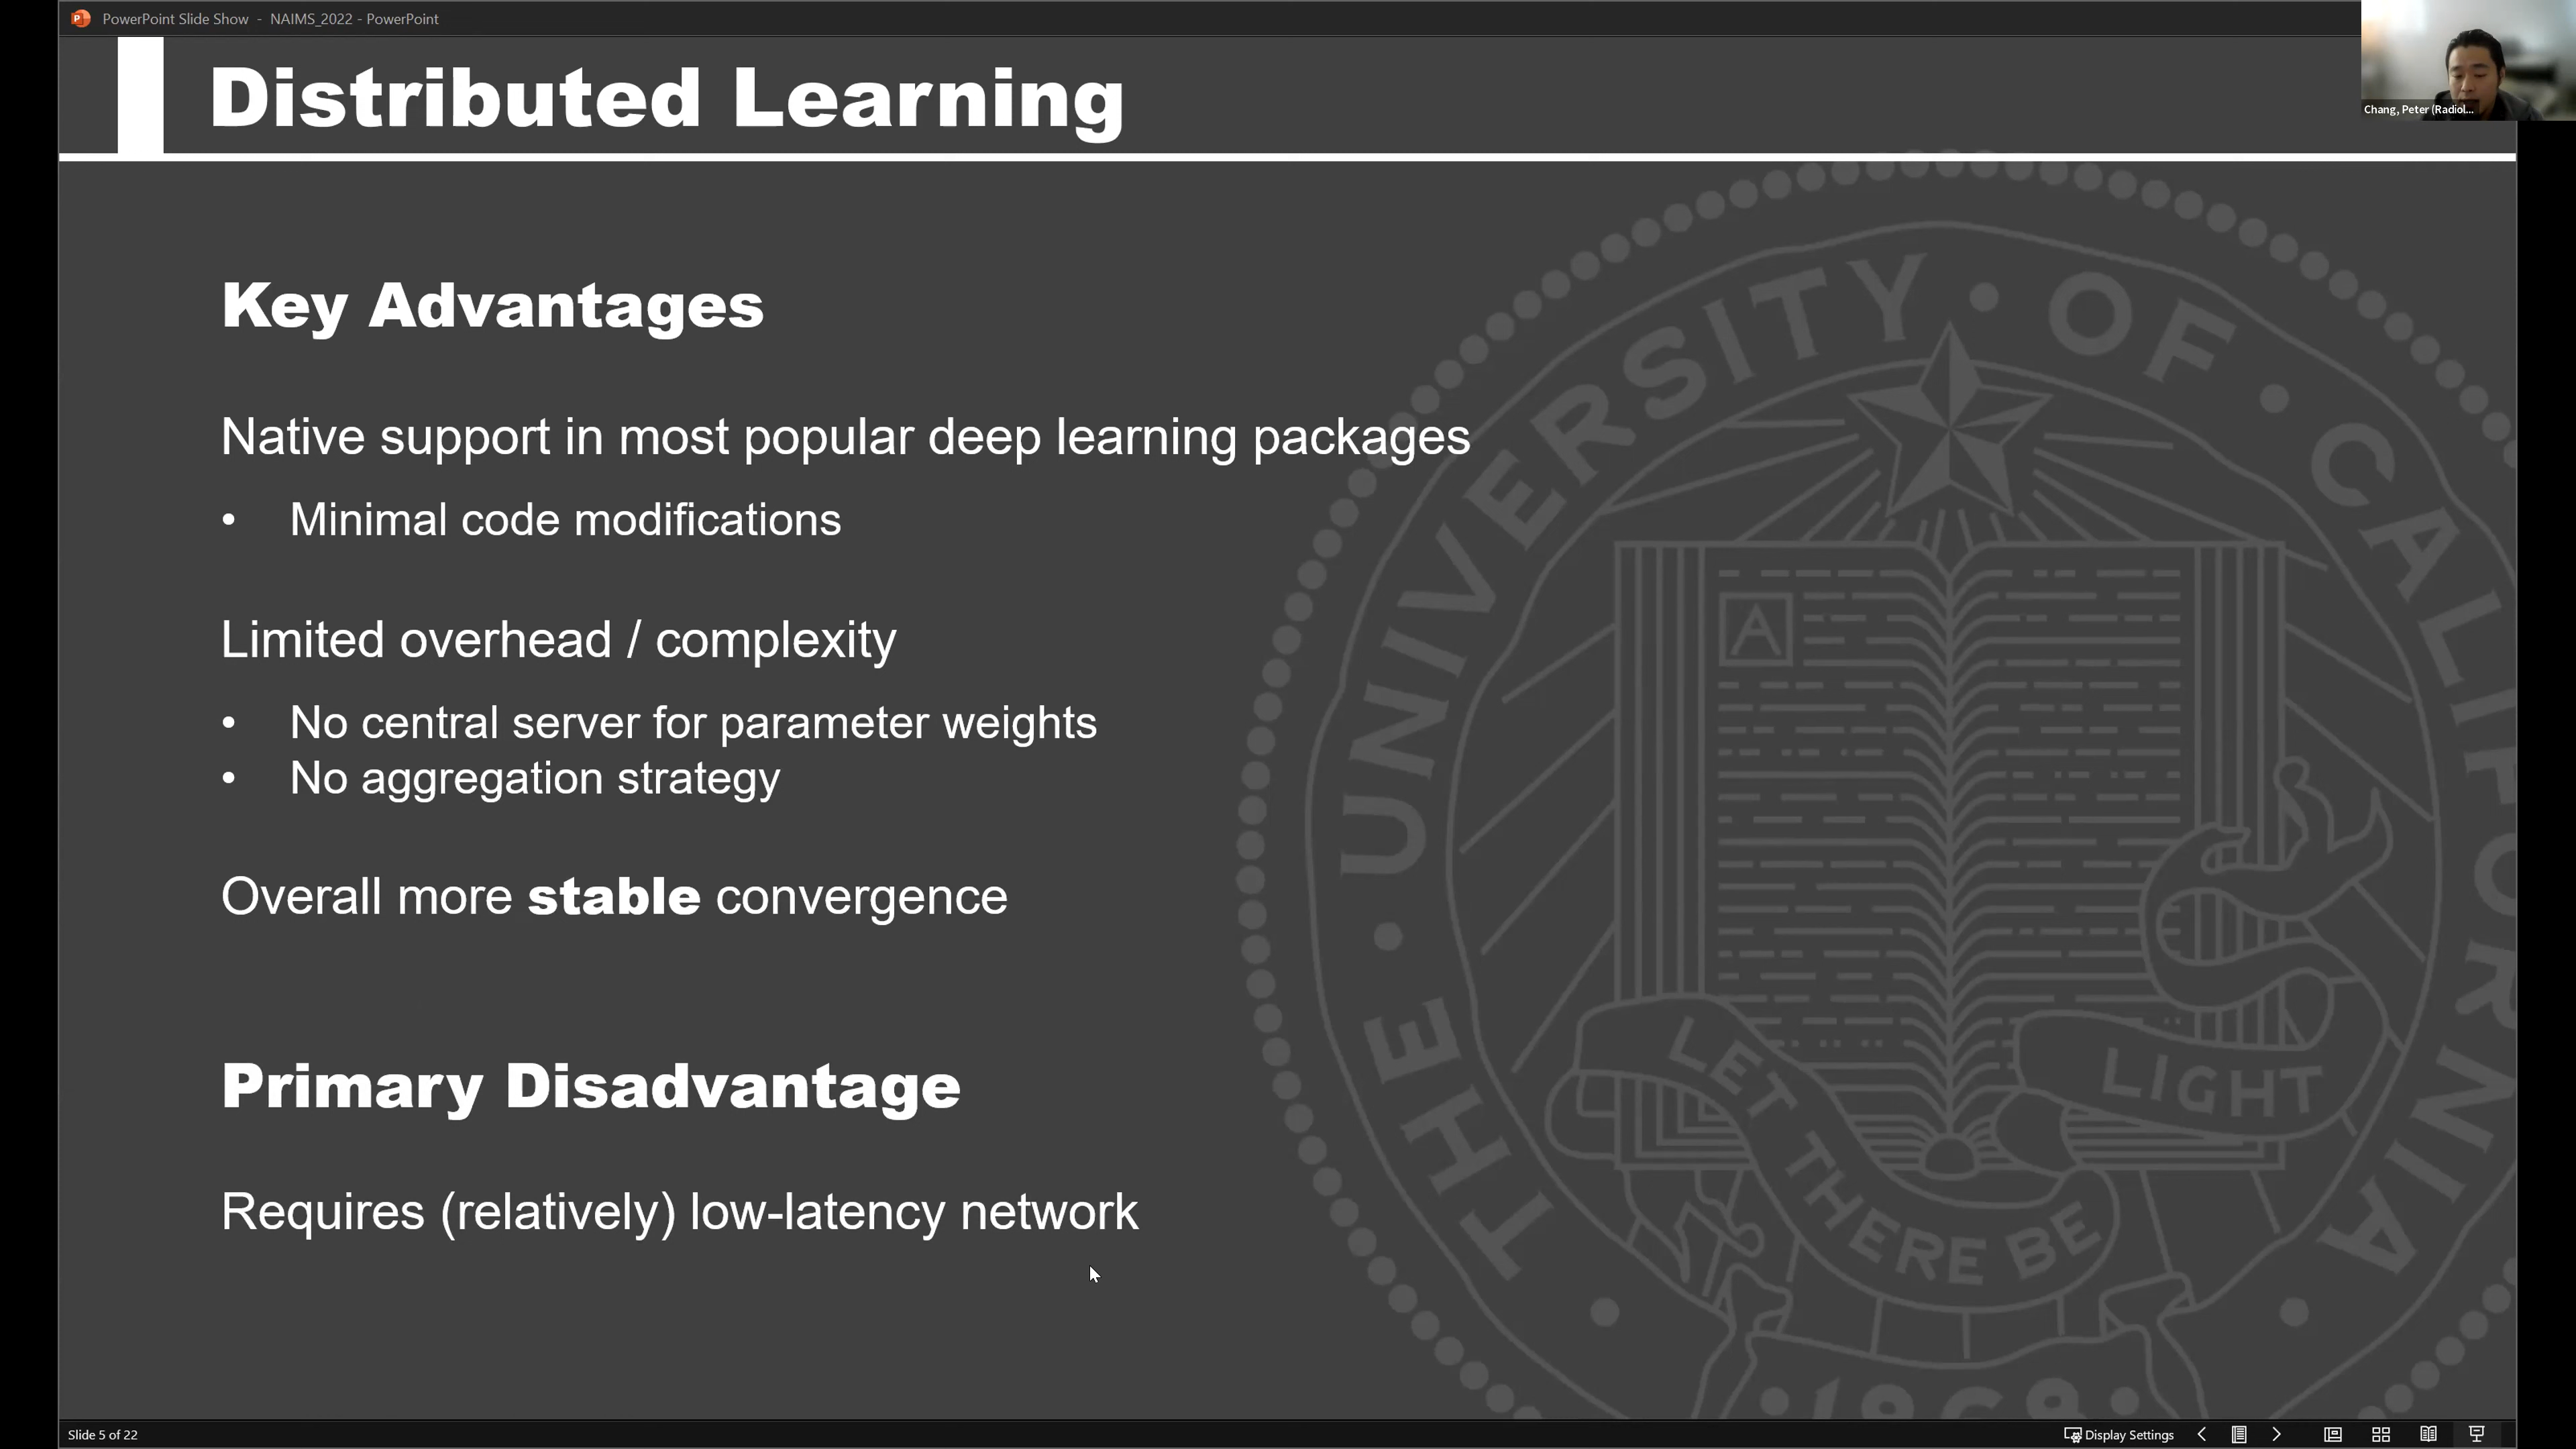 PowerPoint Slide Show - NAIMS_2022 - PowerPoint
Chang, Peter (Radiol...
Distributed Learning
Key Advantages
Native support in most popular deep learning packages
• Minimal code modifications
Limited overhead / complexity
• No central server for parameter weights
• No aggregation strategy
Overall more stable convergence
Primary Disadvantage
Requires (relatively) low-latency network
THE • UNIVERSITY • OF • CALIFORNIA
A
LET THERE BE
LIGHT
Slide 5 of 22
Display Settings